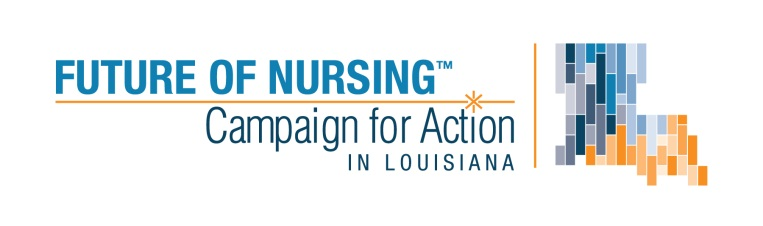 FUTURE OF NURSING™
Campaign for Action
IN LOUISIANA